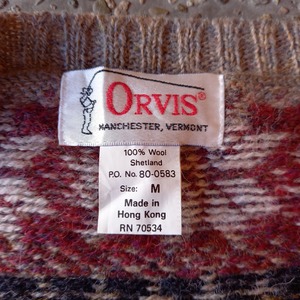 ORVIS®
MANCHESTER, VERMONT
100% Wool
Shetland
P.O. No. 80-0583
Size: M
Made in
Hong Kong
RN 70534